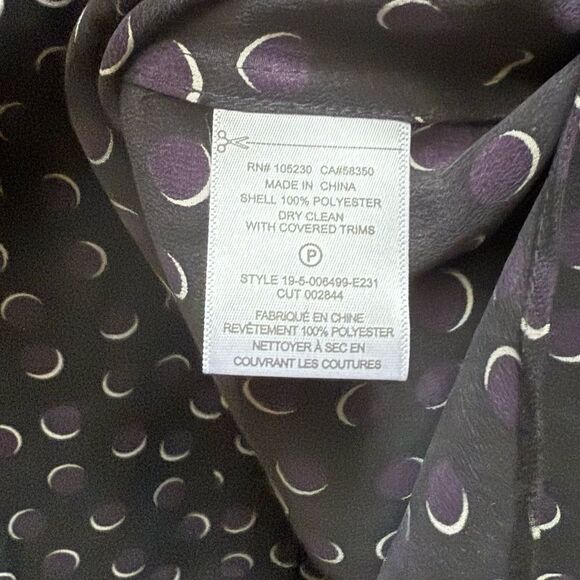 RN# 105230 CA#58350
MADE IN CHINA
SHELL 100% POLYESTER
DRY CLEAN
WITH COVERED TRIMS
P
STYLE 19-5-006499-E231
CUT 002844
FABRIQUÉ EN CHINE
REVÊTEMENT 100% POLYESTER
NETTOYER À SEC EN
COUVRANT LES COUTURES